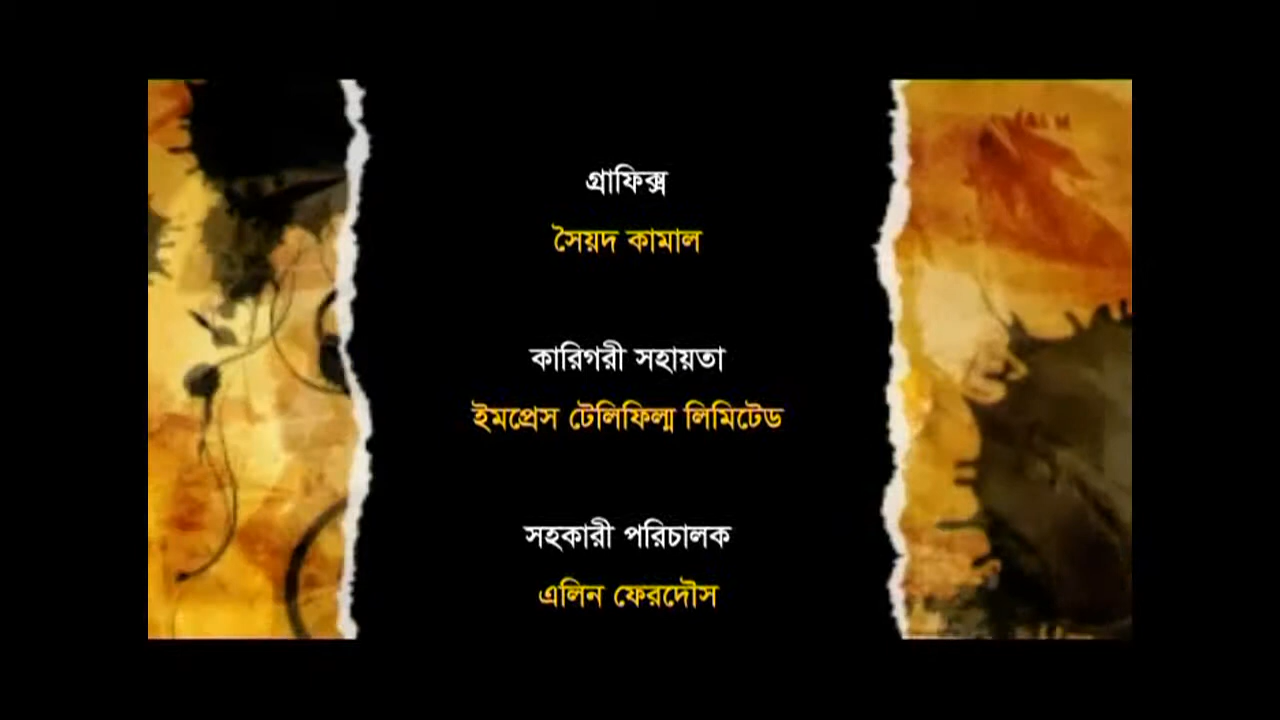 গ্রাফিক্স
সৈয়দ কামাল
কারিগরী সহায়তা
ইমপ্রেস টেলিফিল্ম লিমিটেড
সহকারী পরিচালক
এলিন ফেরদৌস